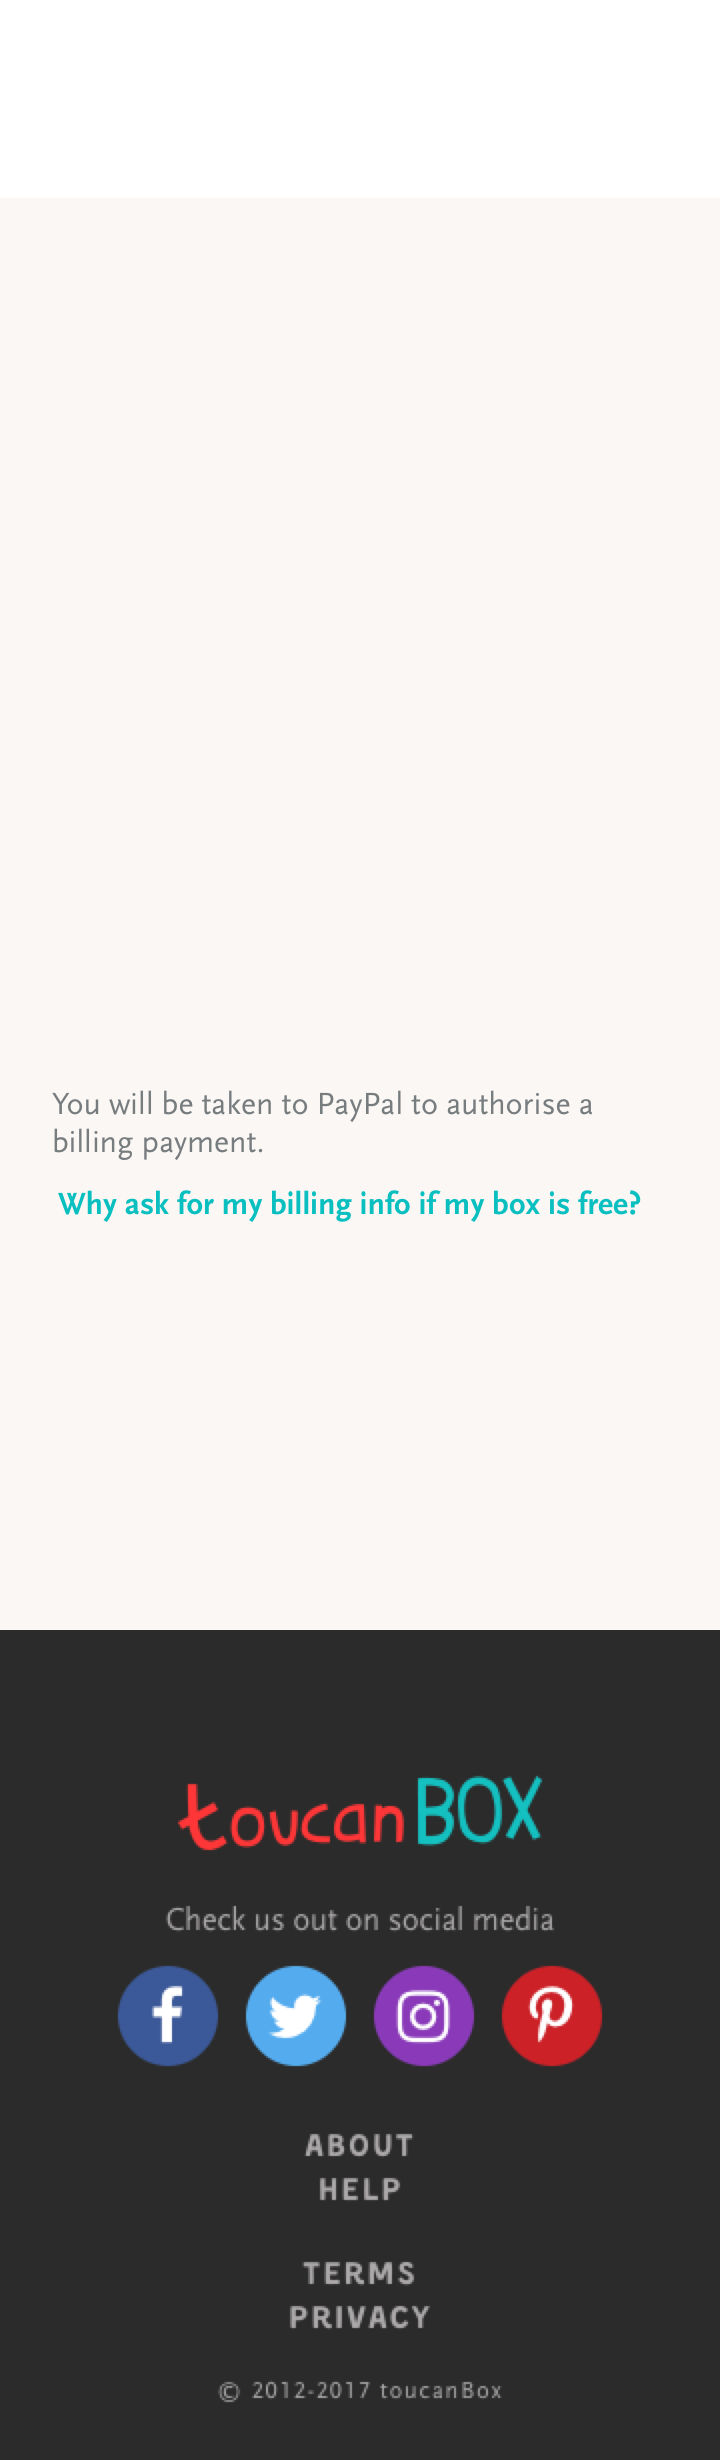 You will be taken to PayPal to authorise a
billing payment.
Why ask for my billing info if my box is free?
toucanBOX
Check us out on social media
ABOUT
HELP
TERMS
PRIVACY
© 2012-2017 toucanBox